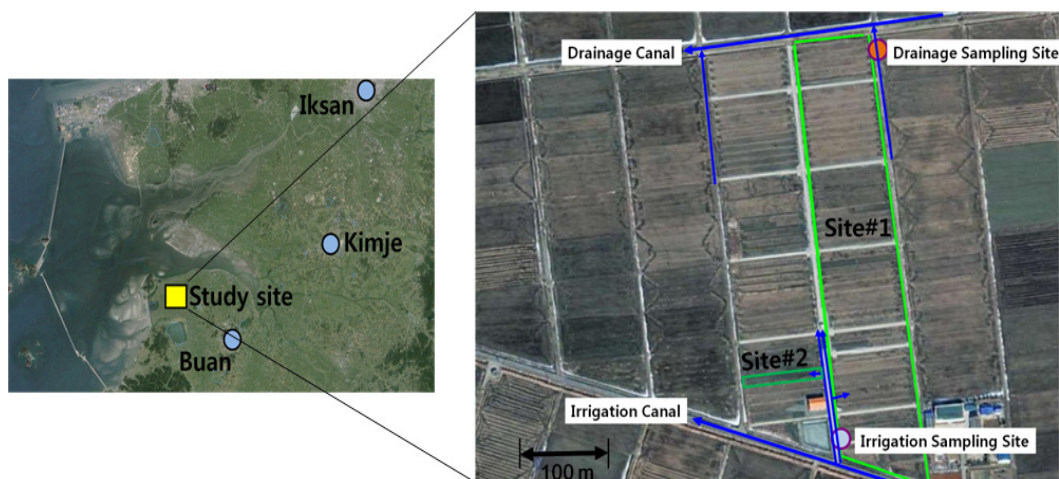 Iksan
Kimje
Study site
Buan
Drainage Canal
Drainage Sampling Site
Site#1
Site#2
Irrigation Canal
Irrigation Sampling Site
100 m